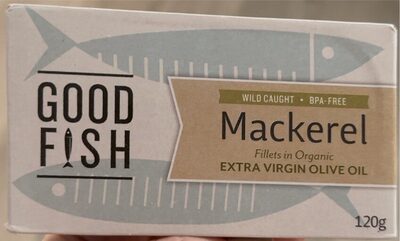 GOOD
FISH
WILD CAUGHT • BPA-FREE
Mackerel
Fillets in Organic
EXTRA VIRGIN OLIVE OIL
120g